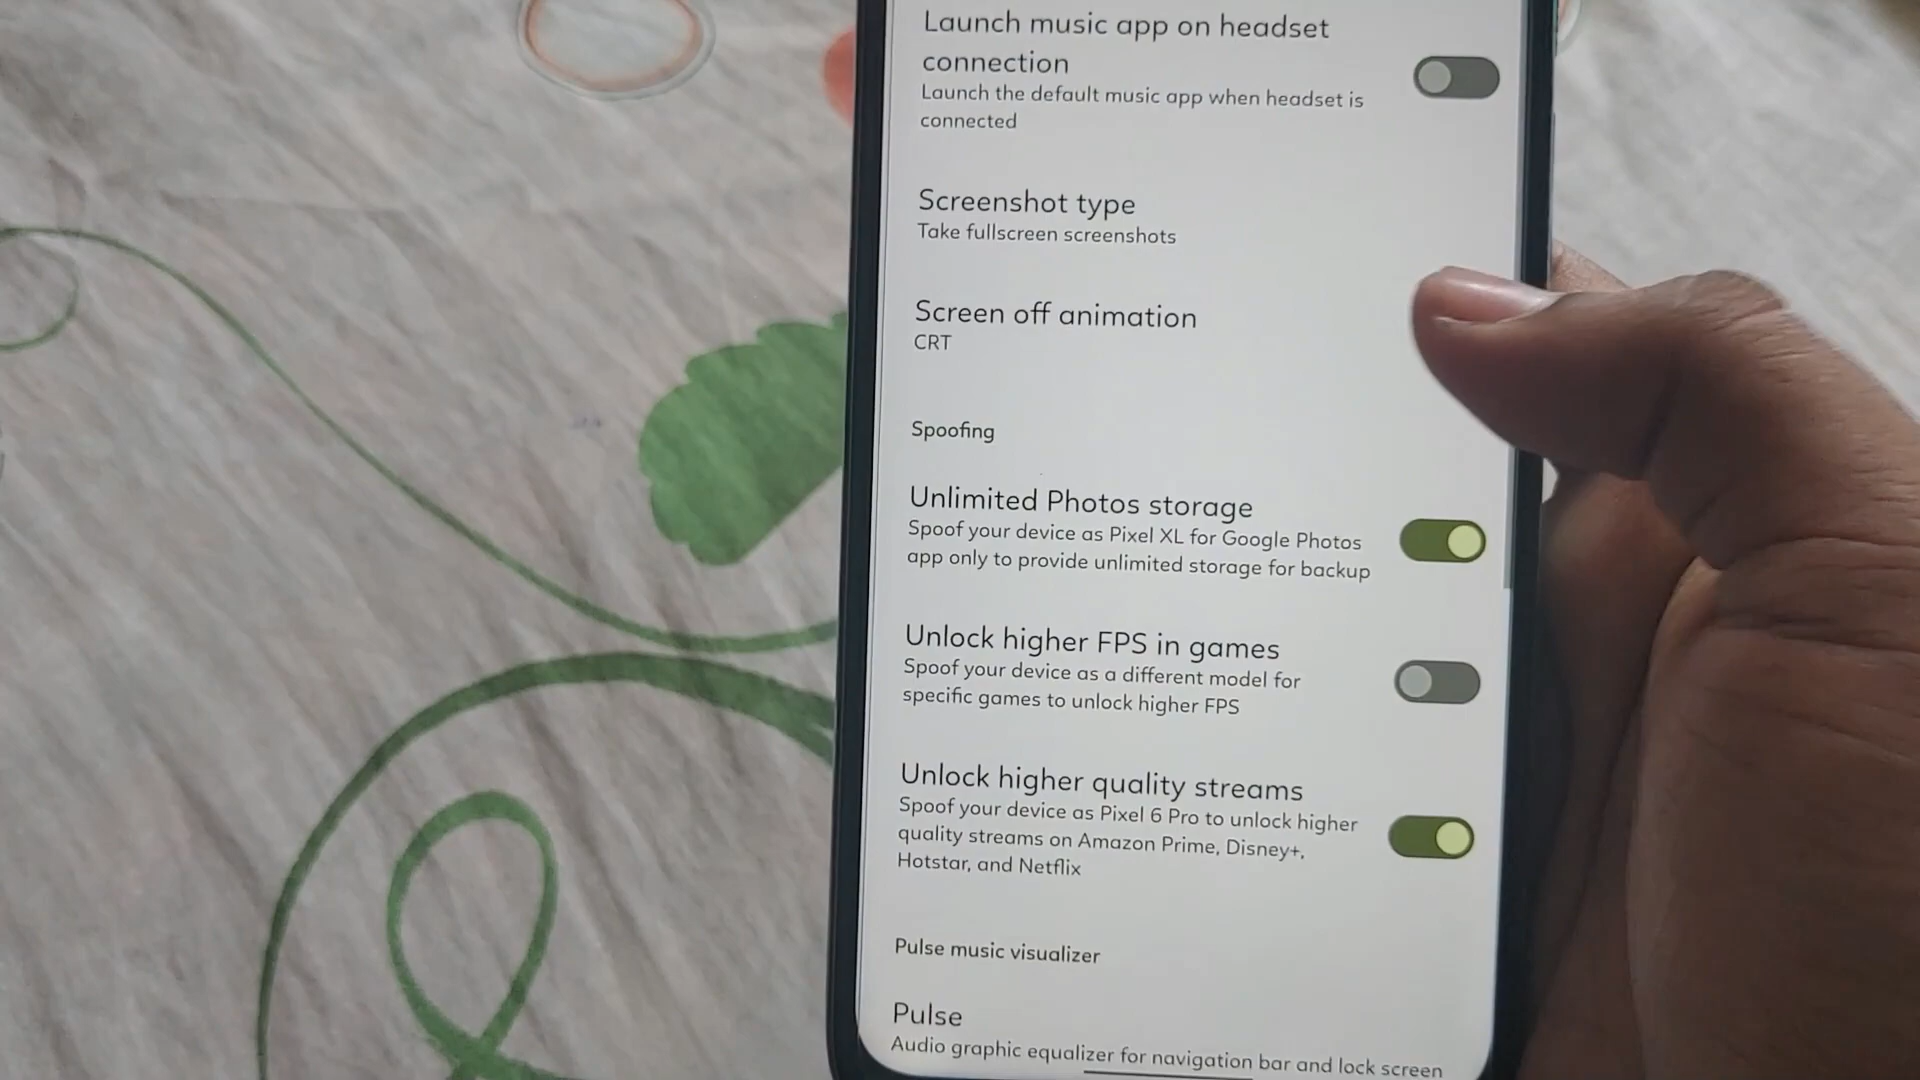 Launch music app on headset
connection
Launch the default music app when headset is
connected
Screenshot type
Take fullscreen screenshots
Screen off animation
CRT
Spoofing
Unlimited Photos storage
Spoof your device as Pixel XL for Google Photos
app only to provide unlimited storage for backup
Unlock higher FPS in games
Spoof your device as a different model for
specific games to unlock higher FPS
Unlock higher quality streams
Spoof your device as Pixel 6 Pro to unlock higher
quality streams on Amazon Prime, Disney+,
Hotstar, and Netflix
Pulse music visualizer
Pulse
Audio graphic equalizer for navigation bar and lock screen